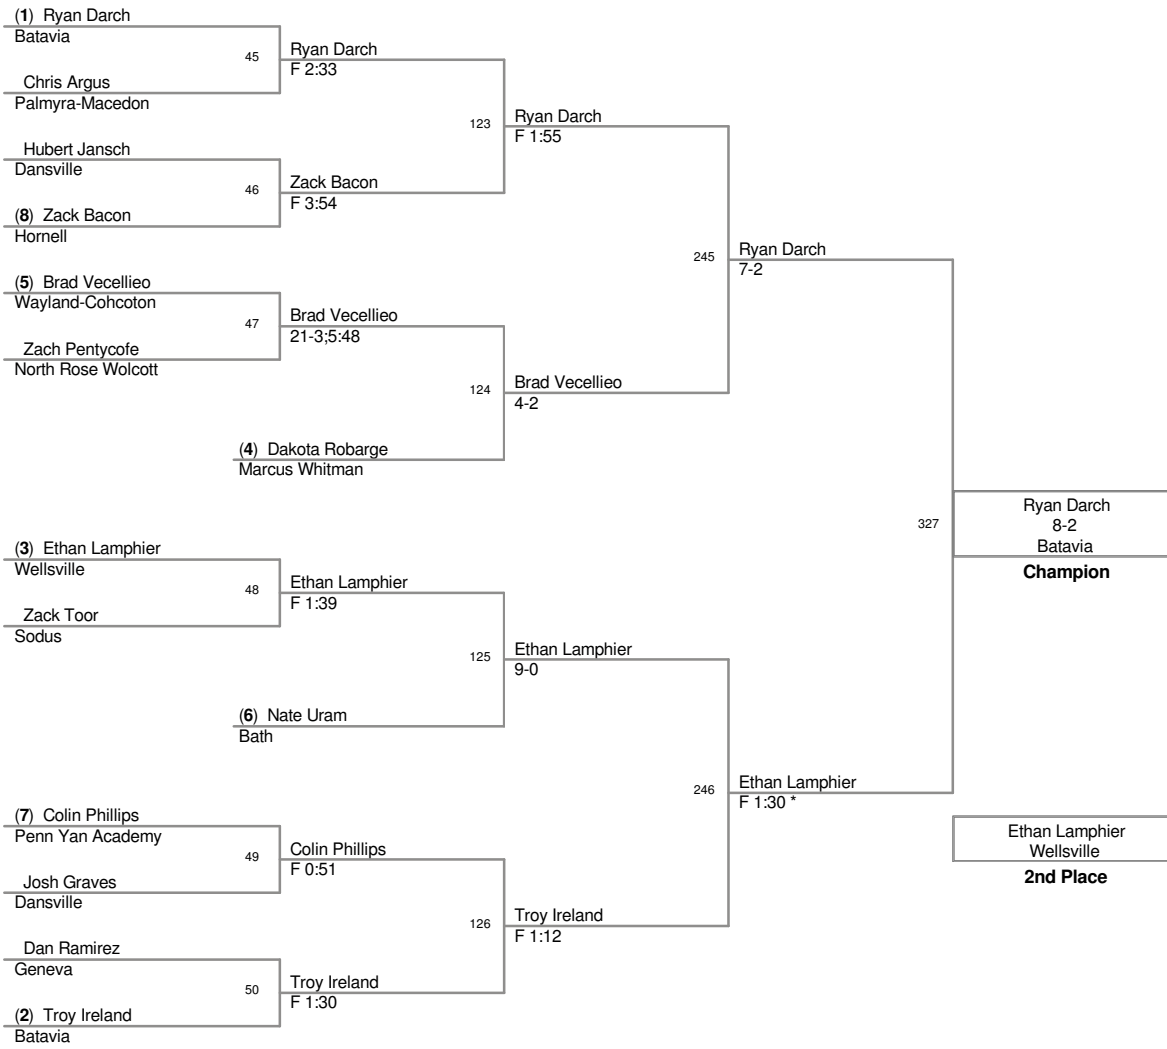 (1) Ryan Darch
Batavia
45
Ryan Darch
F 2:33
Chris Argus
Palmyra-Macedon
123
Ryan Darch
F 1:55
Hubert Jansch
Dansville
46
Zack Bacon
F 3:54
(8) Zack Bacon
Hornell
245
Ryan Darch
7-2
(5) Brad Vecellieo
Wayland-Cohcoton
47
Brad Vecellieo
21-3;5:48
Zach Pentycofe
North Rose Wolcott
124
Brad Vecellieo
4-2
(4) Dakota Robarge
Marcus Whitman
327
Ryan Darch
8-2
Batavia
Champion
(3) Ethan Lamphier
Wellsville
48
Ethan Lamphier
F 1:39
Zack Toor
Sodus
125
Ethan Lamphier
9-0
(6) Nate Uram
Bath
246
Ethan Lamphier
F 1:30 *
(7) Colin Phillips
Penn Yan Academy
49
Colin Phillips
F 0:51
Josh Graves
Dansville
126
Troy Ireland
F 1:12
Dan Ramirez
Geneva
50
Troy Ireland
F 1:30
(2) Troy Ireland
Batavia
Ethan Lamphier
Wellsville
2nd Place